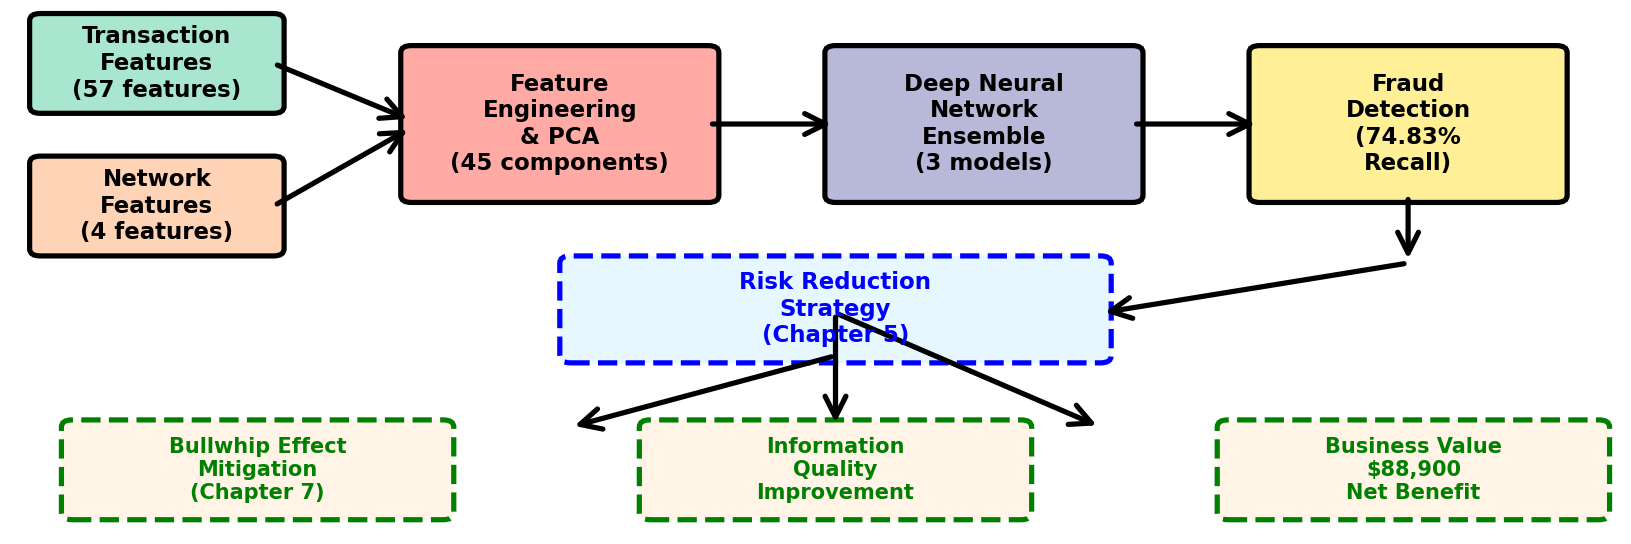 Transaction
Features
(57 features)
Network
Features
(4 features)
Feature
Engineering
& PCA
(45 components)
Deep Neural
Network
Ensemble
(3 models)
Fraud
Detection
(74.83%
Recall)
Risk Reduction
Strategy
(Chapter 5)
Bullwhip Effect
Mitigation
(Chapter 7)
Information
Quality
Improvement
Business Value
$88,900
Net Benefit